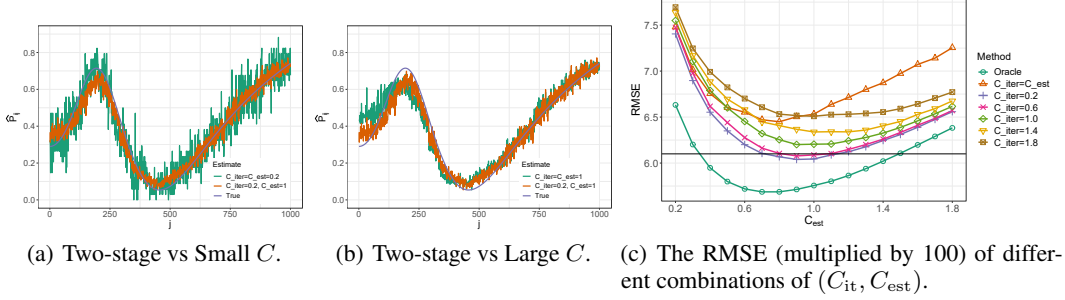 0.8
0.6
0.4
0.2
0.0
p̂ⱼ
0
250
500
750
1000
j
Estimate
C_iter=C_est=0.2
C_iter=0.2, C_est=1
True
(a) Two-stage vs Small C.
0.8
0.6
0.4
0.2
0.0
p̂ⱼ
0
250
500
750
1000
j
Estimate
C_iter=C_est=1
C_iter=0.2, C_est=1
True
(b) Two-stage vs Large C.
7.5
7.0
6.5
6.0
RMSE
0.2
0.6
1.0
1.4
1.8
C_est
Method
Oracle
C_iter=C_est
C_iter=0.2
C_iter=0.6
C_iter=1.0
C_iter=1.4
C_iter=1.8
(c) The RMSE (multiplied by 100) of dif-
ferent combinations of (C_it, C_est).